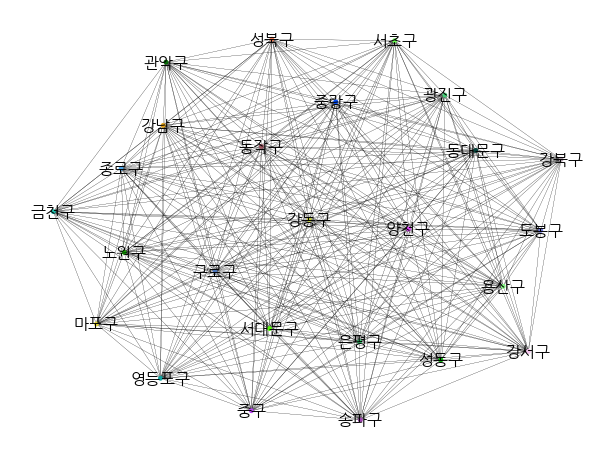 성북구
서초구
관악구
광진구
중랑구
강남구
동작구
동대문구
강북구
종로구
금천구
강동구
양천구
도봉구
노원구
구로구
용산구
마포구
서대문구
은평구
강서구
성동구
영등포구
중구
송파구